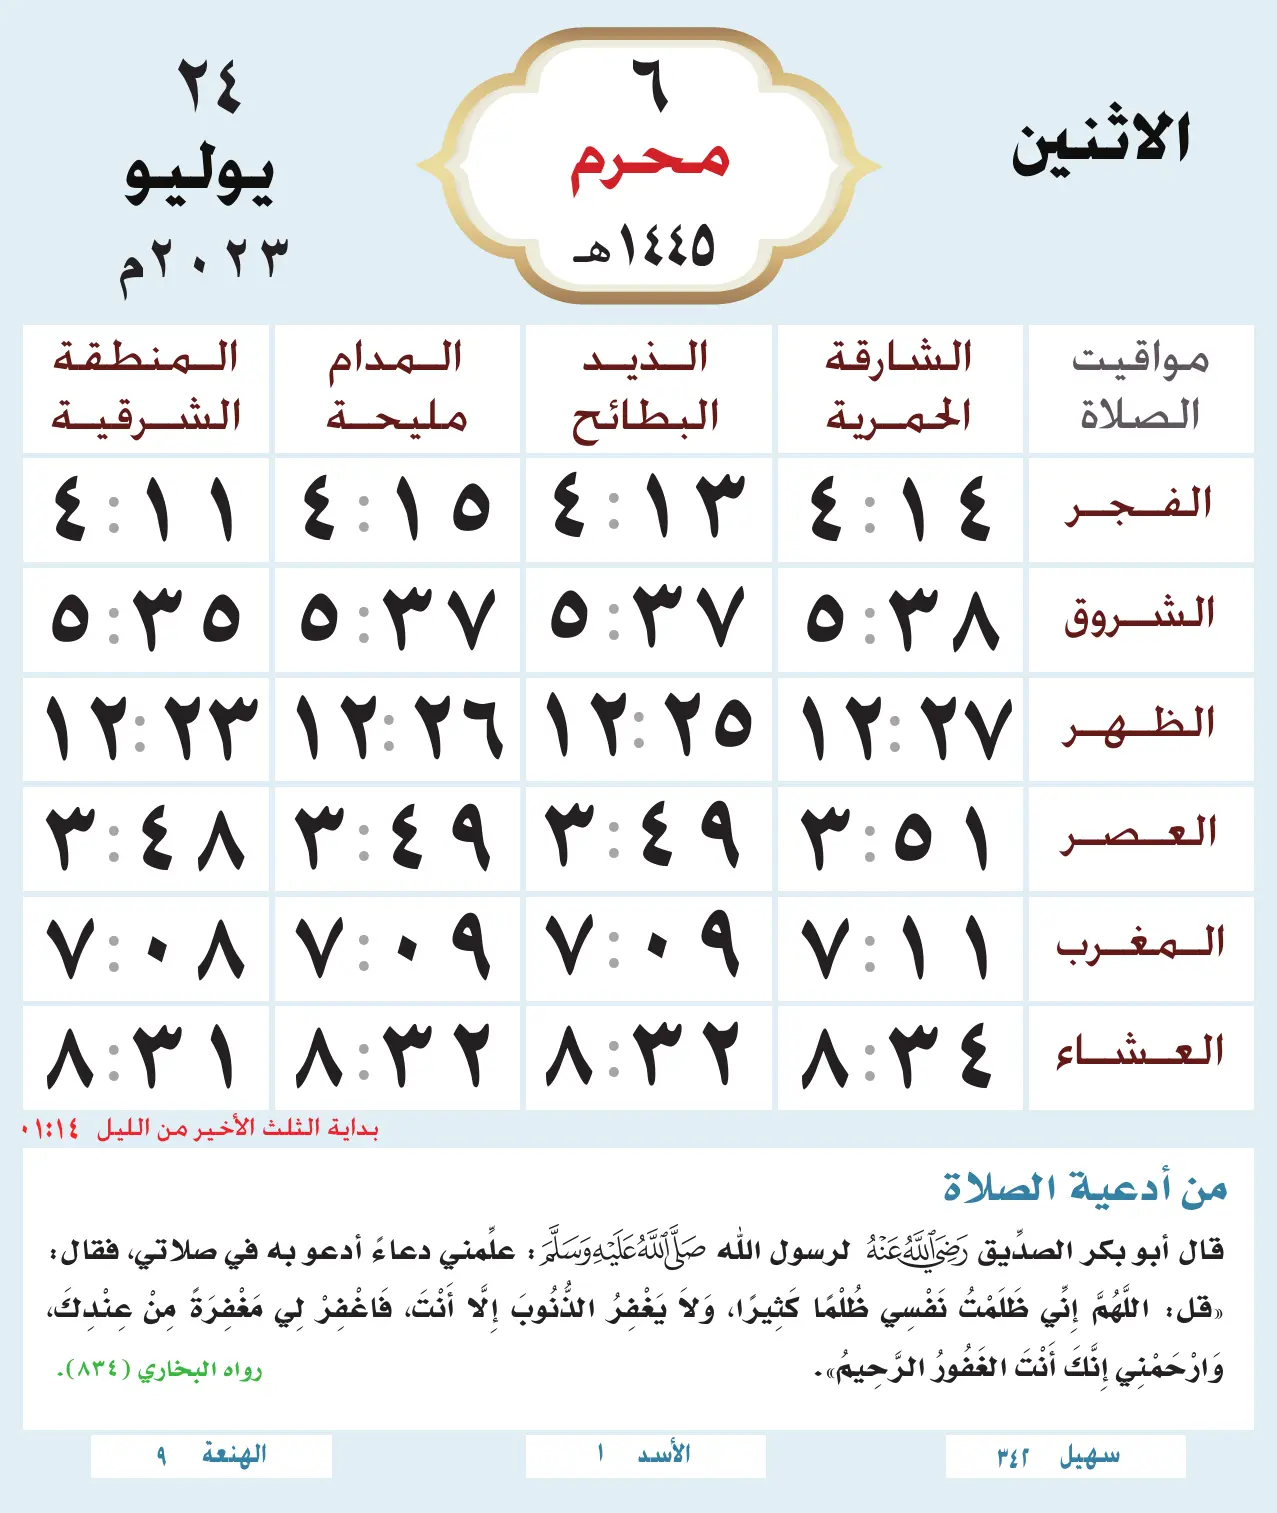 الاثنين
٦
محرم
١٤٤٥هـ
٢٤
يوليو
٢٠٢٣م
مواقيت الصلاة الشارقة الحمرية الذيد البطائح المدام مليحة المنطقة الشرقية
الفجر ٤:١٤ ٤:١٣ ٤:١٥ ٤:١١
الشروق ٥:٣٨ ٥:٣٧ ٥:٣٧ ٥:٣٥
الظهر ١٢:٢٧ ١٢:٢٥ ١٢:٢٦ ١٢:٢٣
العصر ٣:٥١ ٣:٤٩ ٣:٤٩ ٣:٤٨
المغرب ٧:١١ ٧:٠٩ ٧:٠٩ ٧:٠٨
العشاء ٨:٣٤ ٨:٣٢ ٨:٣٢ ٨:٣١
بداية الثلث الأخير من الليل ٠١:١٤
من أدعية الصلاة
قال أبو بكر الصدِّيق رَضِيَ اللَّهُ عَنْهُ لرسول الله صَلَّى اللَّهُ عَلَيْهِ وَسَلَّمَ: علِّمني دعاءً أدعو به في صلاتي، فقال:
«قل: اللَّهُمَّ إِنِّي ظَلَمْتُ نَفْسِي ظُلْمًا كَثِيرًا، وَلاَ يَغْفِرُ الذُّنُوبَ إِلَّا أَنْتَ، فَاغْفِرْ لِي مَغْفِرَةً مِنْ عِنْدِكَ،
وَارْحَمْنِي إِنَّكَ أَنْتَ الغَفُورُ الرَّحِيمُ». رواه البخاري (٨٣٤).
سهيل ٣٤٢ الأسد ١ الهنعة ٩